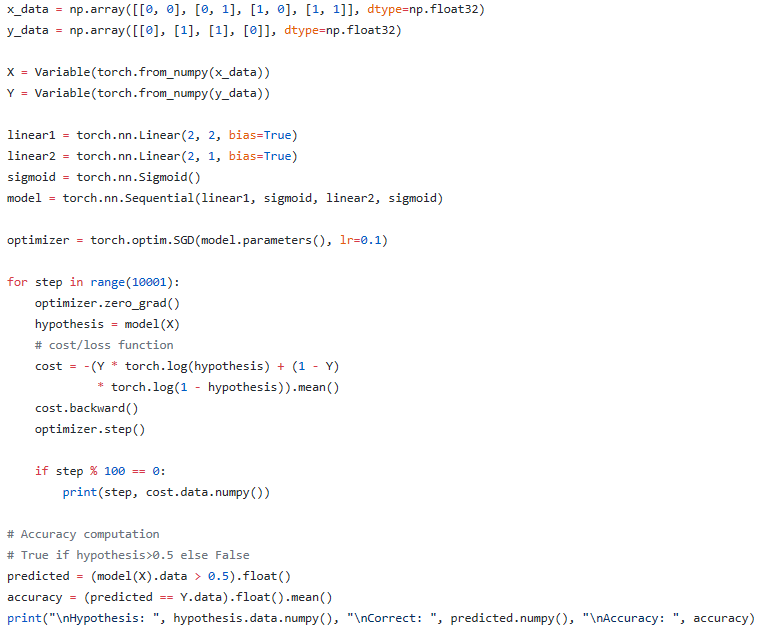 x_data = np.array([[0, 0], [0, 1], [1, 0], [1, 1]], dtype=np.float32)
y_data = np.array([[0], [1], [1], [0]], dtype=np.float32)

X = Variable(torch.from_numpy(x_data))
Y = Variable(torch.from_numpy(y_data))

linear1 = torch.nn.Linear(2, 2, bias=True)
linear2 = torch.nn.Linear(2, 1, bias=True)
sigmoid = torch.nn.Sigmoid()
model = torch.nn.Sequential(linear1, sigmoid, linear2, sigmoid)

optimizer = torch.optim.SGD(model.parameters(), lr=0.1)

for step in range(10001):
    optimizer.zero_grad()
    hypothesis = model(X)
    # cost/loss function
    cost = -(Y * torch.log(hypothesis) + (1 - Y)
             * torch.log(1 - hypothesis)).mean()
    cost.backward()
    optimizer.step()

    if step % 100 == 0:
        print(step, cost.data.numpy())

# Accuracy computation
# True if hypothesis>0.5 else False
predicted = (model(X).data > 0.5).float()
accuracy = (predicted == Y.data).float().mean()
print("\nHypothesis: ", hypothesis.data.numpy(), "\nCorrect: ", predicted.numpy(), "\nAccuracy: ", accuracy)